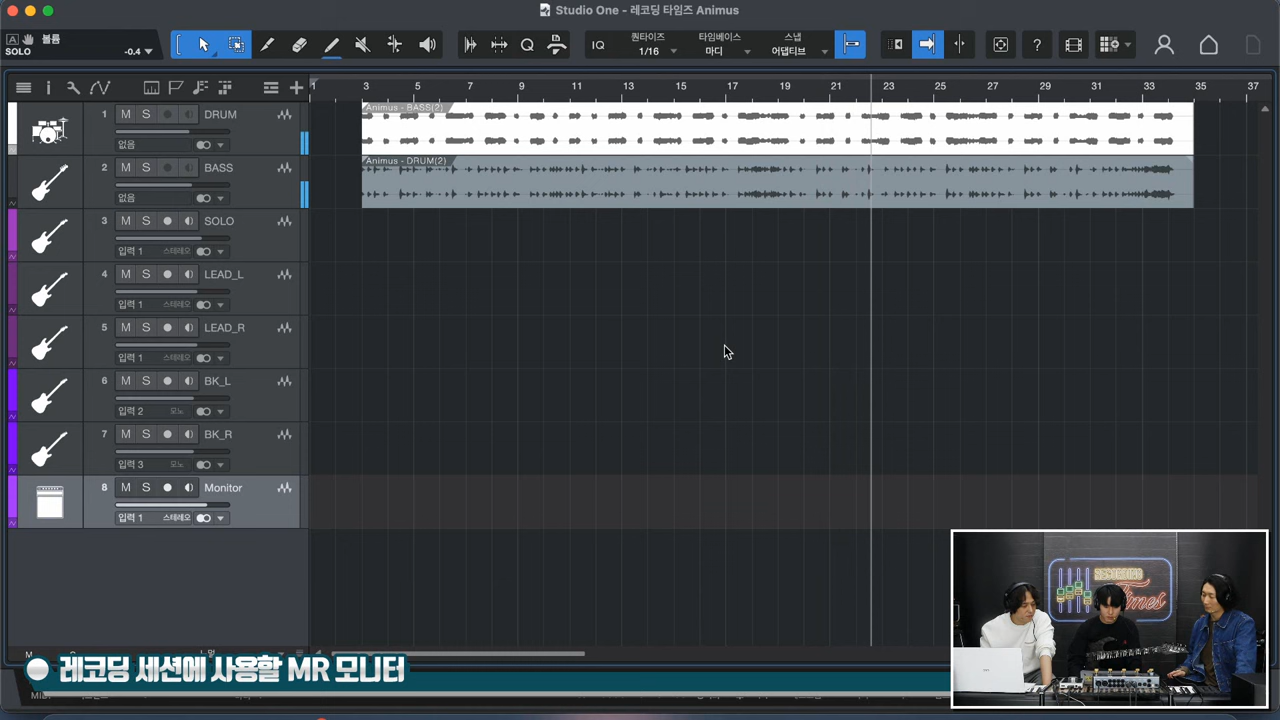 Studio One - 레코딩 타임즈 Animus
A 볼륨
SOLO -0.4
IQ
퀀타이즈 타임베이스 스냅
1/16 마디 어댑티브
?
1 3 5 7 9 11 13 15 17 19 21 23 25 27 29 31 33 35 37
1 M S DRUM
없음
Animus - BASS(2)
2 M S BASS
없음
Animus - DRUM(2)
3 M S SOLO
입력 1 스테레오
4 M S LEAD_L
입력 1 스테레오
5 M S LEAD_R
입력 1 스테레오
6 M S BK_L
입력 2 모노
7 M S BK_R
입력 3 모노
8 M S Monitor
입력 1 스테레오
RECORDING
Times
레코딩 세션에 사용할 MR 모니터